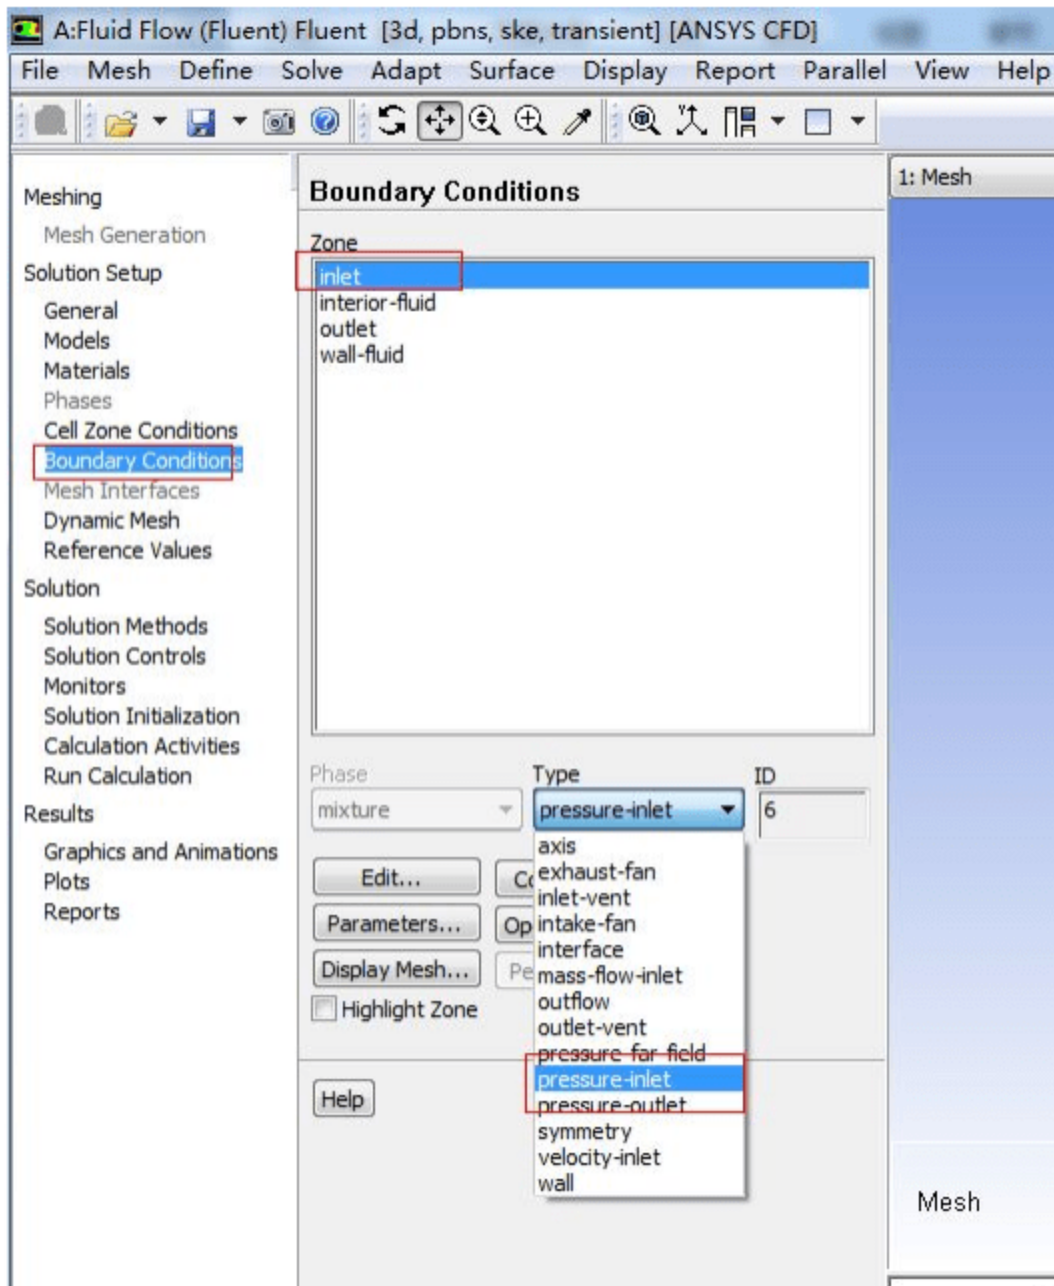 A:Fluid Flow (Fluent) Fluent [3d, pbns, ske, transient] [ANSYS CFD]
File Mesh Define Solve Adapt Surface Display Report Parallel View Help
Meshing
Mesh Generation
Solution Setup
General
Models
Materials
Phases
Cell Zone Conditions
Boundary Conditions
Mesh Interfaces
Dynamic Mesh
Reference Values
Solution
Solution Methods
Solution Controls
Monitors
Solution Initialization
Calculation Activities
Run Calculation
Results
Graphics and Animations
Plots
Reports
Boundary Conditions
Zone
inlet
interior-fluid
outlet
wall-fluid
Phase
mixture
Type
pressure-inlet
ID
6
axis
exhaust-fan
inlet-vent
intake-fan
interface
mass-flow-inlet
outflow
outlet-vent
pressure-far-field
pressure-inlet
pressure-outlet
symmetry
velocity-inlet
wall
Edit...
Parameters...
Op
Display Mesh...
Pe
Highlight Zone
Help
1: Mesh
Mesh